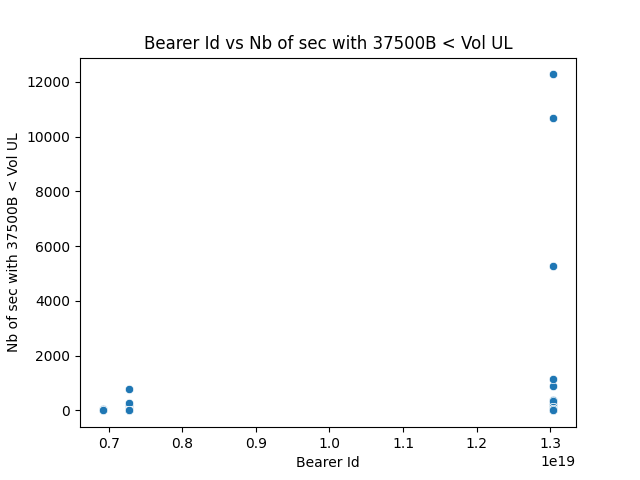 Bearer Id vs Nb of sec with 37500B < Vol UL
12000
10000
8000
6000
4000
2000
0
Nb of sec with 37500B < Vol UL
0.7 0.8 0.9 1.0 1.1 1.2 1.3
1e19
Bearer Id